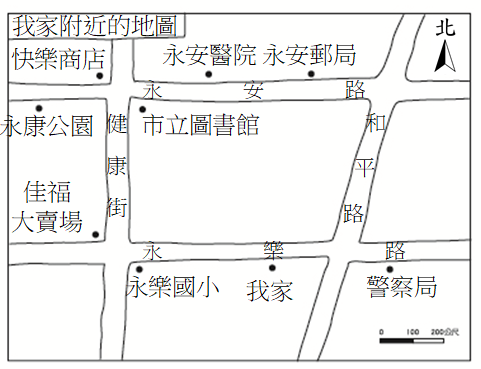 我家附近的地圖
北
快樂商店
永安醫院
永安郵局
永安路
永康公園
健康街
市立圖書館
和平路
佳福
大賣場
永樂路
永樂國小
我家
警察局
0 100 200公尺